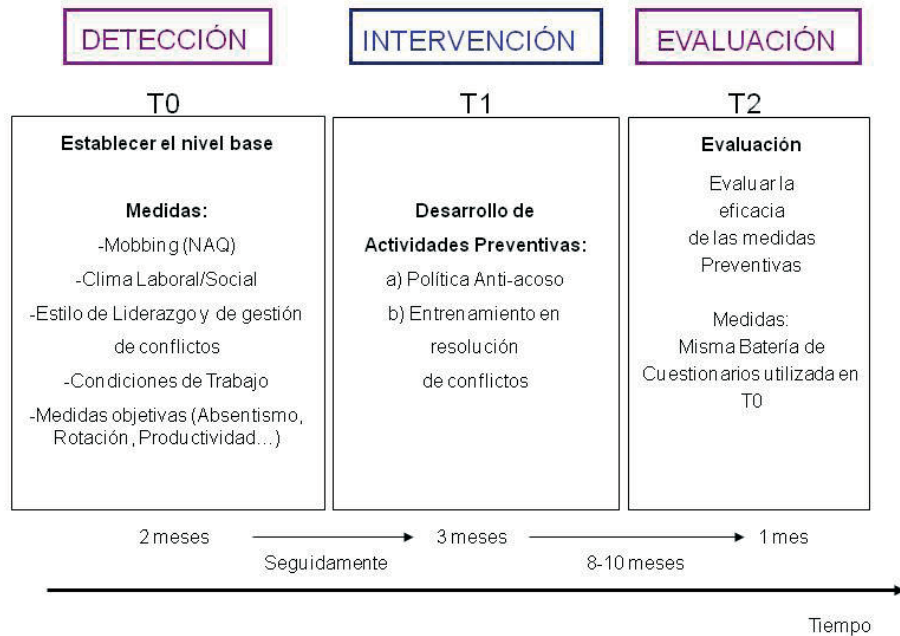 DETECCIÓN
INTERVENCIÓN
EVALUACIÓN
T0
T1
T2
Establecer el nivel base
Medidas:
-Mobbing (NAQ)
-Clima Laboral/Social
-Estilo de Liderazgo y de gestión
de conflictos
-Condiciones de Trabajo
-Medidas objetivas (Absentismo,
Rotación, Productividad...)
Desarrollo de
Actividades Preventivas:
a) Política Anti-acoso
b) Entrenamiento en
resolución
de conflictos
Evaluación
Evaluar la
eficacia
de las medidas
Preventivas
Medidas:
Misma Batería de
Cuestionarios utilizada en
T0
2 meses
3 meses
1 mes
Seguidamente
8-10 meses
Tiempo